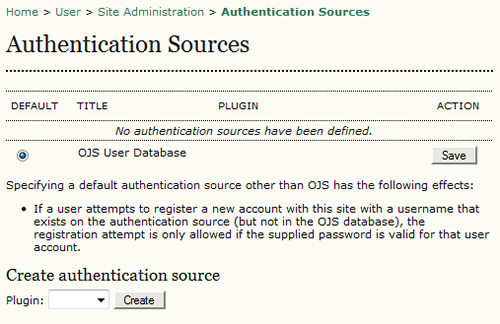 Home > User > Site Administration > Authentication Sources
Authentication Sources
DEFAULT TITLE PLUGIN ACTION
No authentication sources have been defined.
OJS User Database Save
Specifying a default authentication source other than OJS has the following effects:
• If a user attempts to register a new account with this site with a username that
exists on the authentication source (but not in the OJS database), the
registration attempt is only allowed if the supplied password is valid for that user
account.
Create authentication source
Plugin: Create